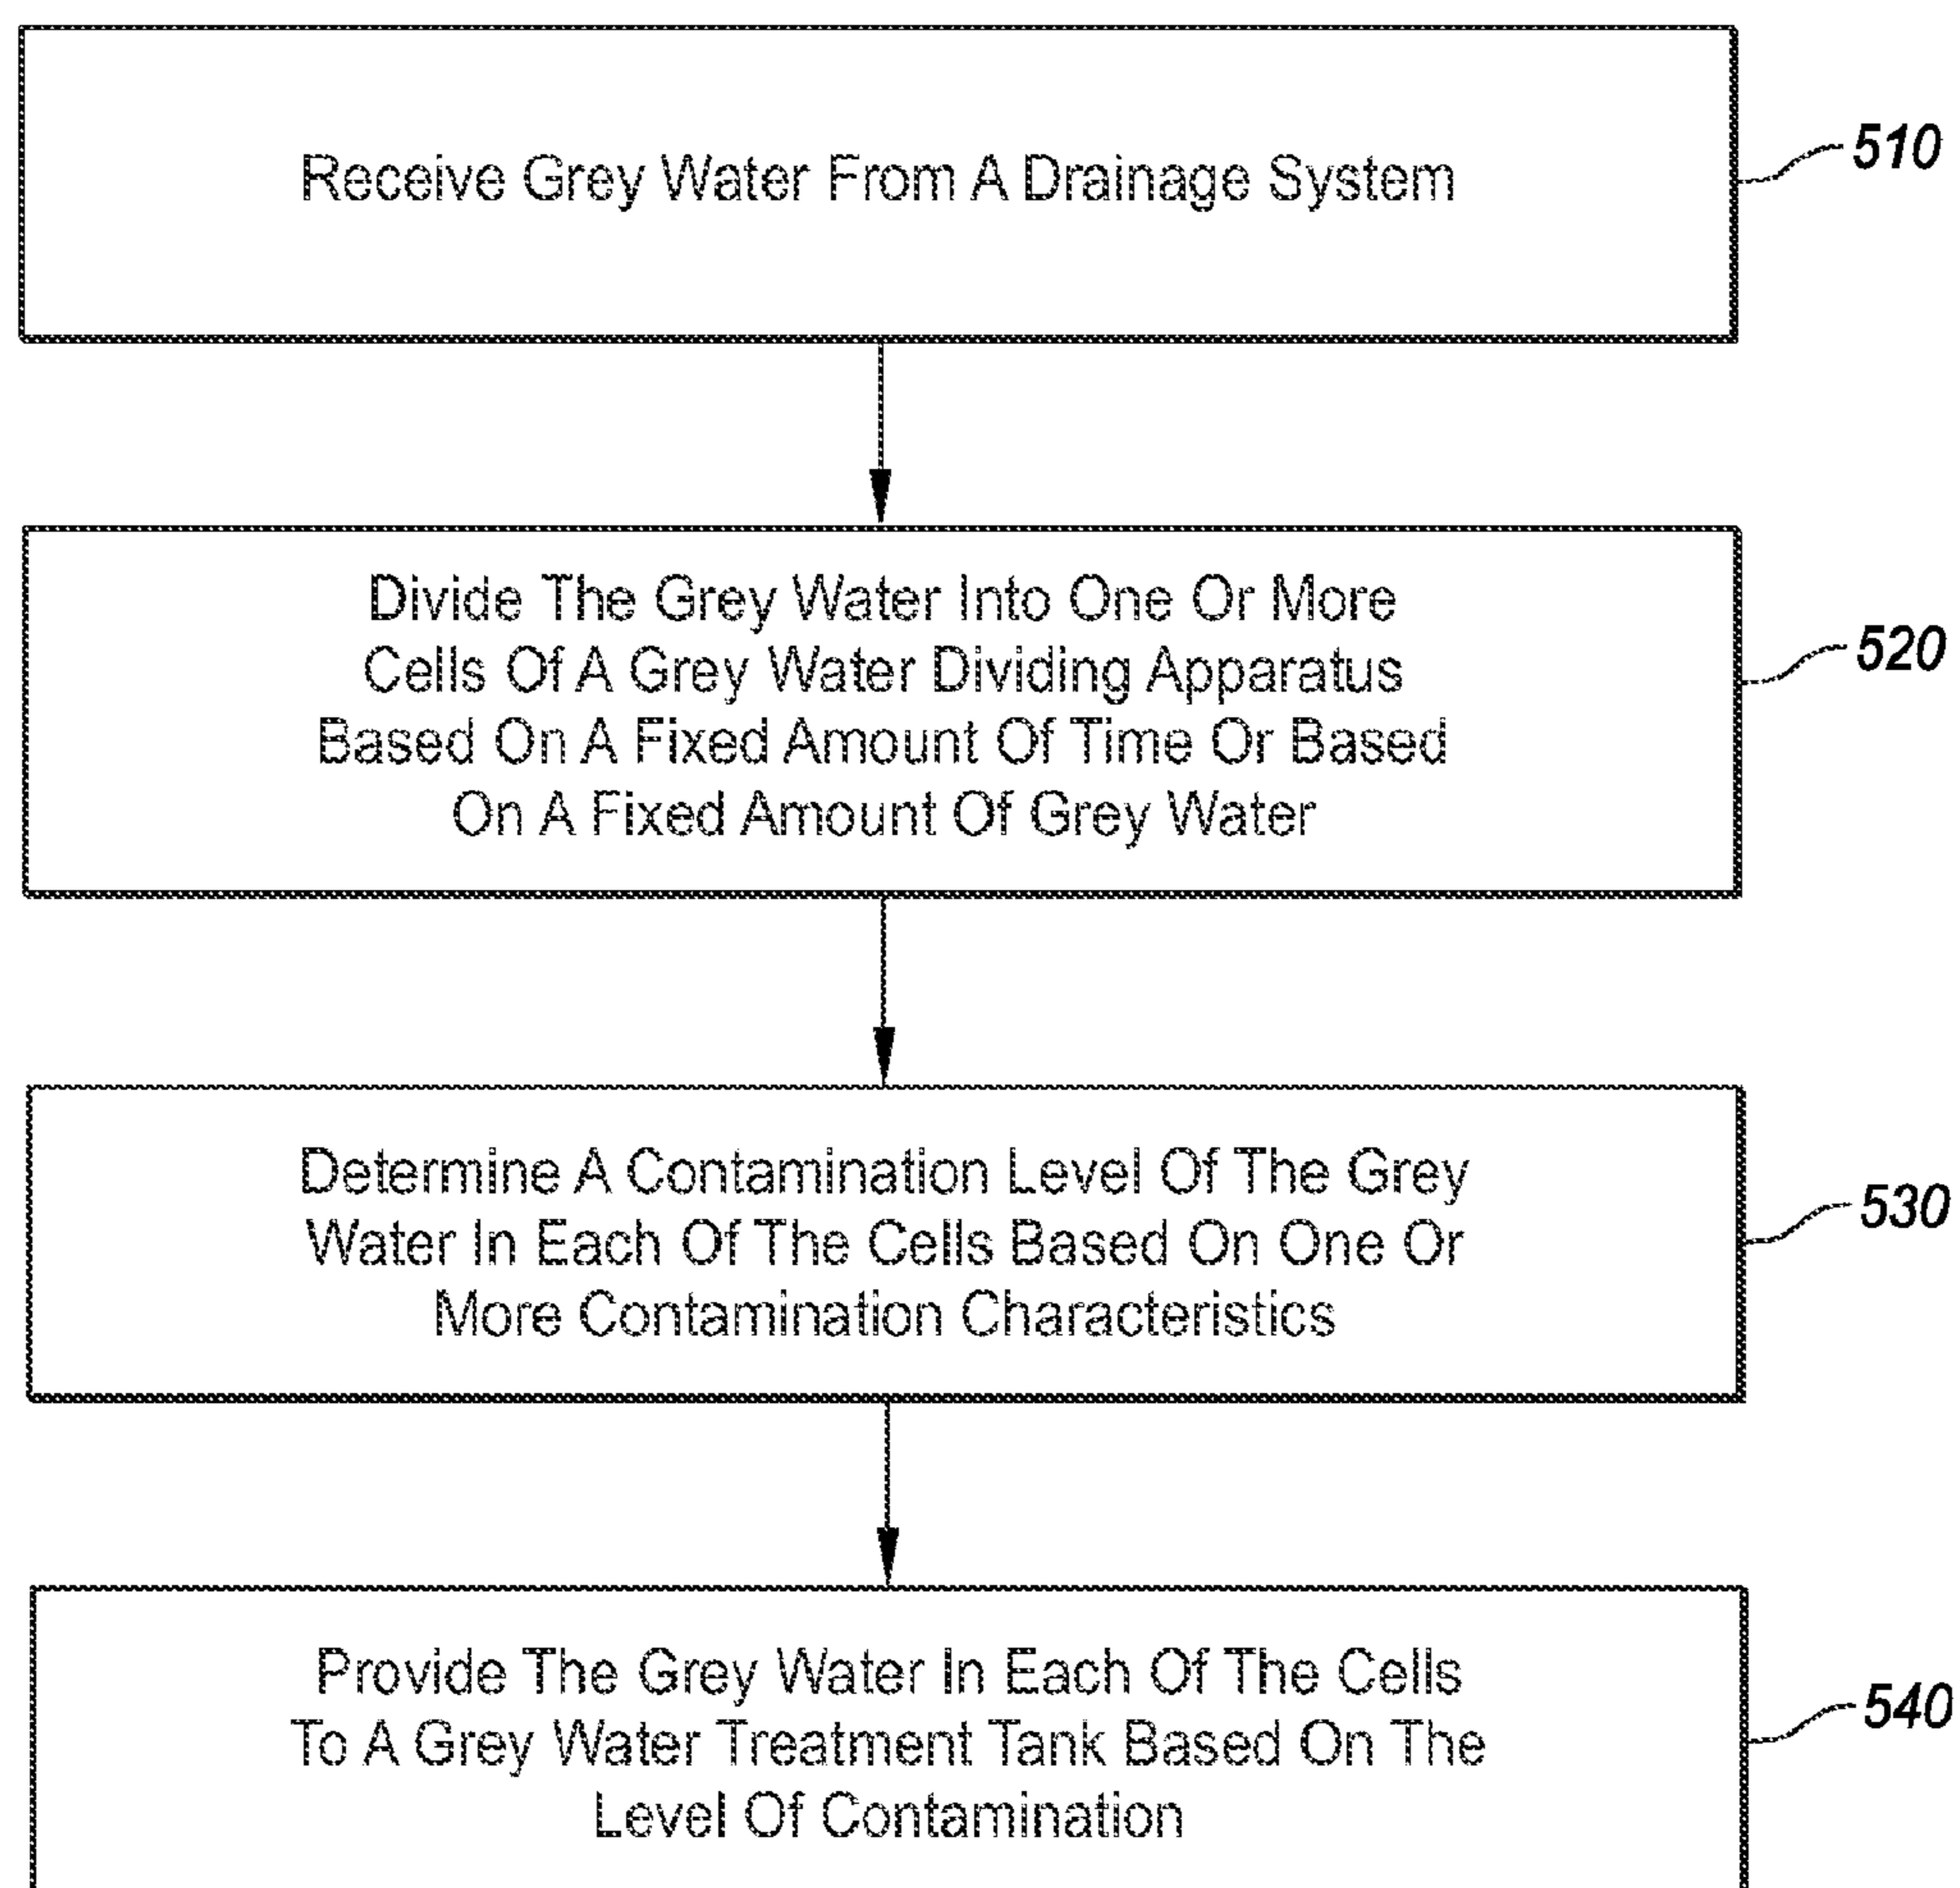 Receive Grey Water From A Drainage System
510
Divide The Grey Water Into One Or More
Cells Of A Grey Water Dividing Apparatus
Based On A Fixed Amount Of Time Or Based
On A Fixed Amount Of Grey Water
520
Determine A Contamination Level Of The Grey
Water In Each Of The Cells Based On One Or
More Contamination Characteristics
530
Provide The Grey Water In Each Of The Cells
To A Grey Water Treatment Tank Based On The
Level Of Contamination
540